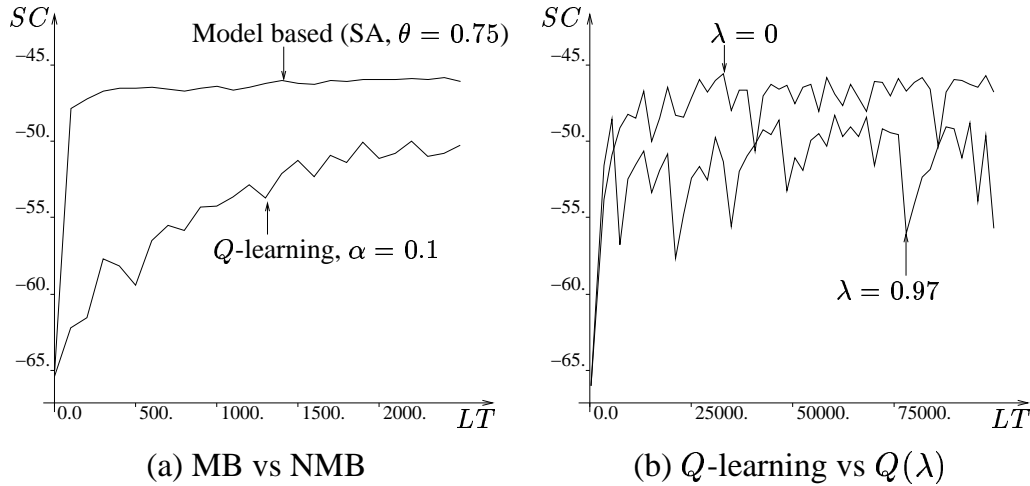 SC
Model based (SA, θ = 0.75)
−45.
−50.
−55.
−60.
−65.
Q-learning, α = 0.1
0.0 500. 1000. 1500. 2000.
LT
(a) MB vs NMB
SC
λ = 0
−45.
−50.
−55.
−60.
−65.
λ = 0.97
0.0 25000. 50000. 75000.
LT
(b) Q-learning vs Q(λ)